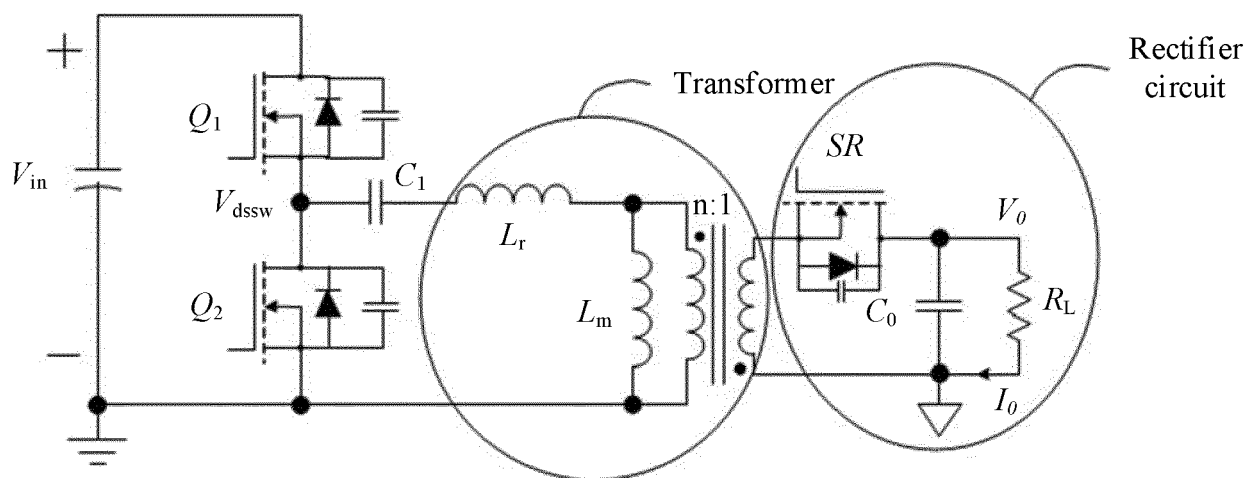 Rectifier
circuit
Transformer
+
Q1
SR
Vin
C1
n:1
V0
Vdssw
Lr
Q2
Lm
C0
RL
−
I0